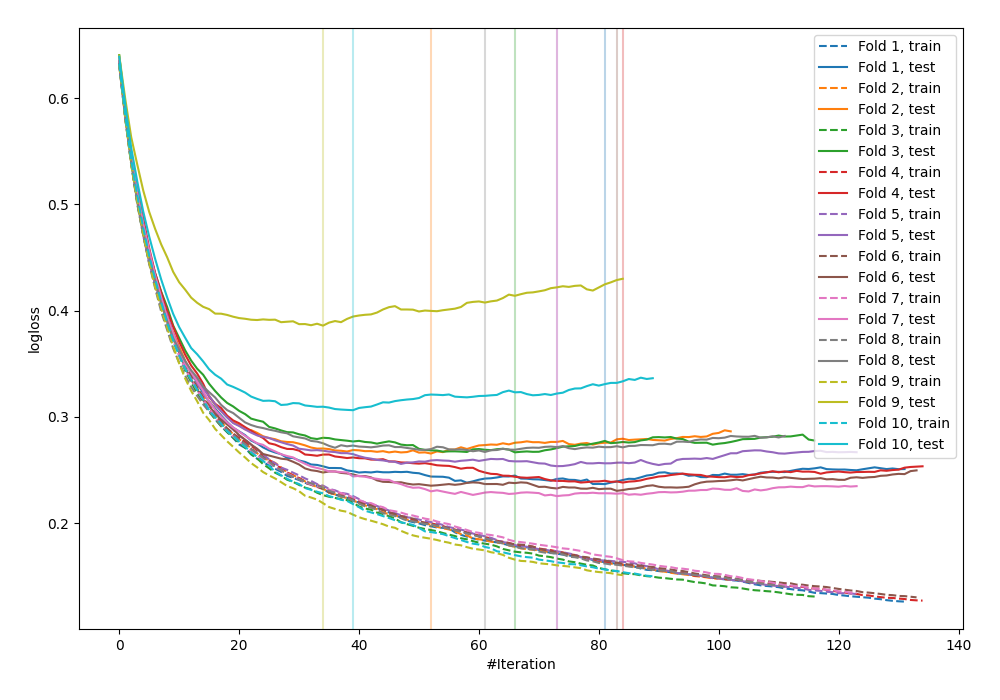 0.6
0.5
0.4
0.3
0.2
logloss
0
20
40
60
80
100
120
140
#Iteration
Fold 1, train
Fold 1, test
Fold 2, train
Fold 2, test
Fold 3, train
Fold 3, test
Fold 4, train
Fold 4, test
Fold 5, train
Fold 5, test
Fold 6, train
Fold 6, test
Fold 7, train
Fold 7, test
Fold 8, train
Fold 8, test
Fold 9, train
Fold 9, test
Fold 10, train
Fold 10, test